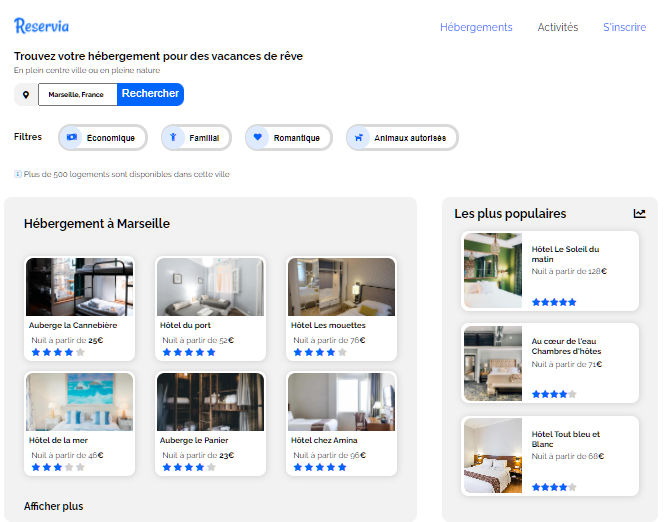 Reservia
Hébergements
Activités
S'inscrire
Trouvez votre hébergement pour des vacances de rêve
En plein centre ville ou en pleine nature
Marseille, France
Rechercher
Filtres
Économique
Familial
Romantique
Animaux autorisés
Plus de 500 logements sont disponibles dans cette ville
Hébergement à Marseille
Auberge la Cannebière
Nuit à partir de 25€
Hôtel du port
Nuit à partir de 52€
Hôtel Les mouettes
Nuit à partir de 76€
Hôtel de la mer
Nuit à partir de 46€
Auberge le Panier
Nuit à partir de 23€
Hôtel chez Amina
Nuit à partir de 96€
Afficher plus
Les plus populaires
Hôtel Le Soleil du
matin
Nuit à partir de 128€
Au cœur de l'eau
Chambres d'hôtes
Nuit à partir de 71€
Hôtel Tout bleu et
Blanc
Nuit à partir de 68€